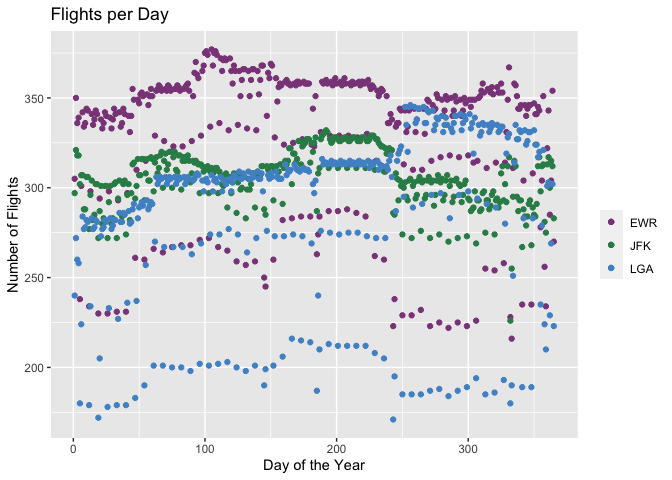 Flights per Day
Number of Flights
350
300
250
200
0
100
200
300
Day of the Year
EWR
JFK
LGA